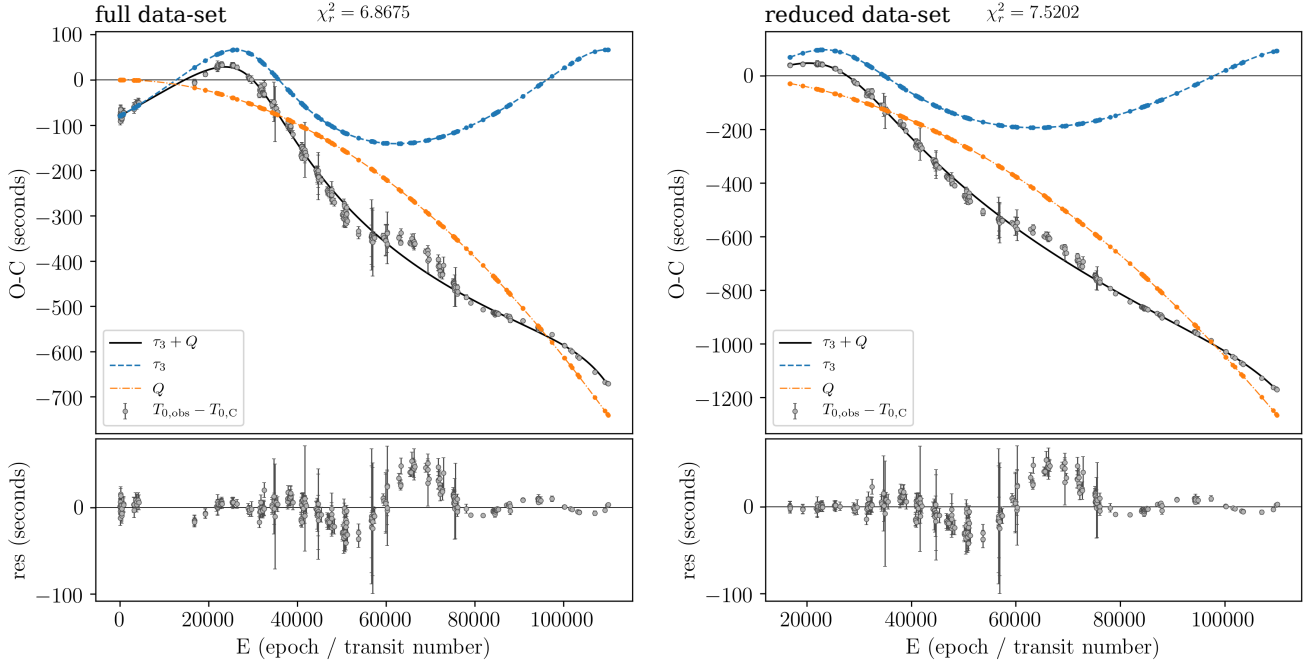 full data-set χ²ᵣ = 6.8675
100
0
−100
−200
−300
−400
−500
−600
−700
O-C (seconds)
τ₃ + Q
τ₃
Q
T₀,obs − T₀,C
0
−100
res (seconds)
0 20000 40000 60000 80000 100000
E (epoch / transit number)
reduced data-set χ²ᵣ = 7.5202
200
0
−200
−400
−600
−800
−1000
−1200
O-C (seconds)
τ₃ + Q
τ₃
Q
T₀,obs − T₀,C
0
−100
res (seconds)
20000 40000 60000 80000 100000
E (epoch / transit number)